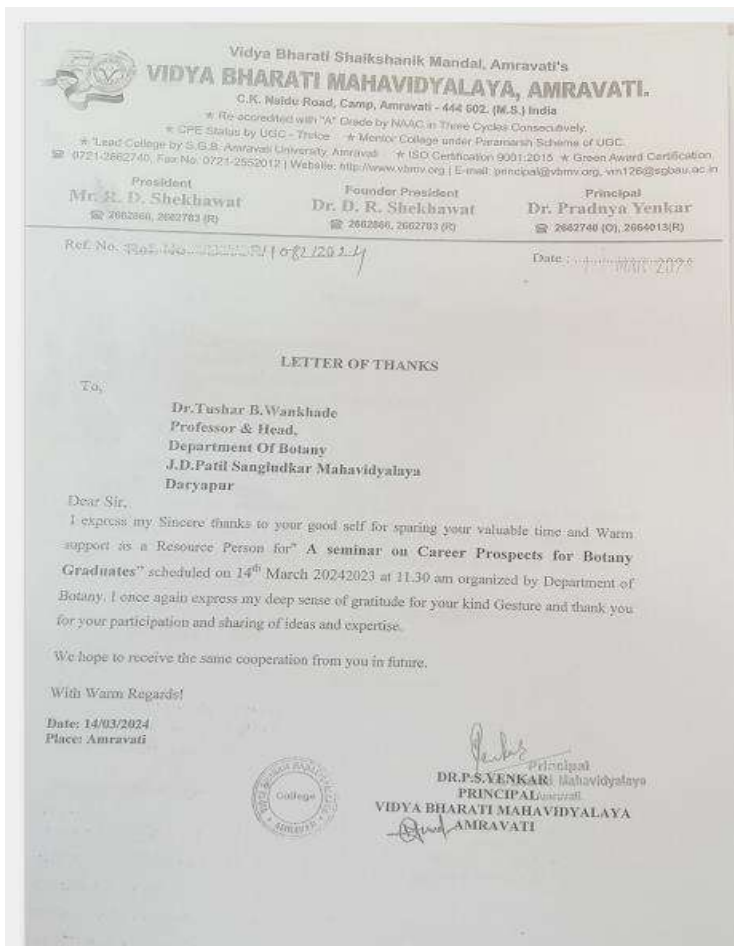 Vidya Bharati Shaikshanik Mandal, Amravati's
VIDYA BHARATI MAHAVIDYALAYA, AMRAVATI.
C.K. Naidu Road, Camp, Amravati - 444 602. (M.S.) India
★ Re-accredited with "A" Grade by NAAC in Three Cycles Consecutively.
★ CPE Status by UGC - Thrice ★ Mentor College under Paramarsh Scheme of UGC.
★ "Lead College by S.G.B. Amravati University, Amravati ★ ISO Certification 9001:2015 ★ Green Award Certification
☎ 0721-2662740, Fax No. 0721-2552012 | Website: http://www.vbmv.org | E-mail: principal@vbmv.org, vm126@sgbau.ac.in
President Founder President Principal
Mr. R. D. Shekhawat Dr. D. R. Shekhawat Dr. Pradnya Yenkar
☎ 2662866, 2662703 (R) ☎ 2662866, 2662703 (R) ☎ 2662740 (O), 2664013(R)
Ref. No. 1082/2024 Date : MAR 2024
LETTER OF THANKS
To,
Dr.Tushar B.Wankhade
Professor & Head,
Department Of Botany
J.D.Patil Sangludkar Mahavidyalaya
Daryapur
Dear Sir,
I express my Sincere thanks to your good self for sparing your valuable time and Warm
support as a Resource Person for" A seminar on Career Prospects for Botany
Graduates" scheduled on 14th March 20242023 at 11.30 am organized by Department of
Botany. I once again express my deep sense of gratitude for your kind Gesture and thank you
for your participation and sharing of ideas and expertise.
We hope to receive the same cooperation from you in future.
With Warm Regards!
Date: 14/03/2024
Place: Amravati
Principal
DR.P.S.YENKAR Mahavidyalaya
PRINCIPAL Amravati
VIDYA BHARATI MAHAVIDYALAYA
AMRAVATI
College
AMRAVATI